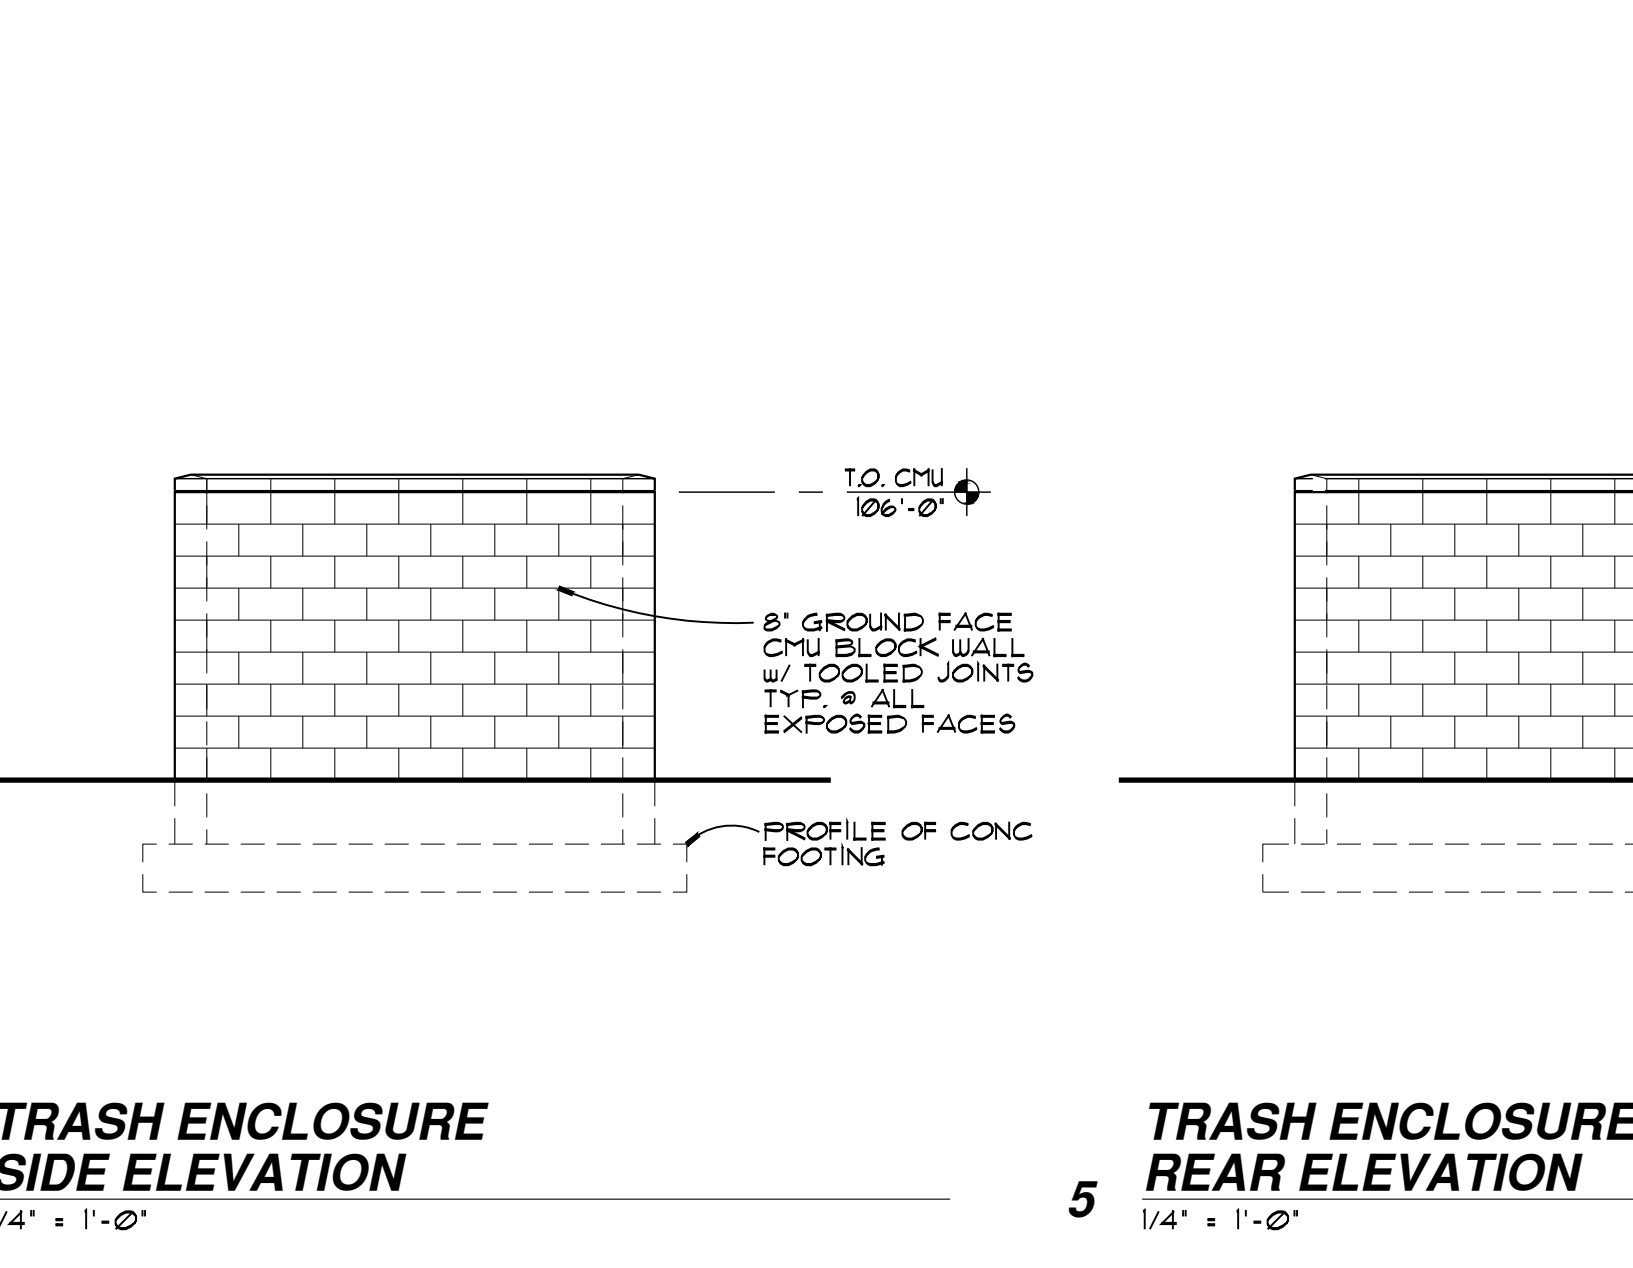 T.O. CMU
106'-0"
8" GROUND FACE
CMU BLOCK WALL
w/ TOOLED JOINTS
TYP. @ ALL
EXPOSED FACES
PROFILE OF CONC
FOOTING
TRASH ENCLOSURE
SIDE ELEVATION
/4" = 1'-0"
5
TRASH ENCLOSURE
REAR ELEVATION
1/4" = 1'-0"